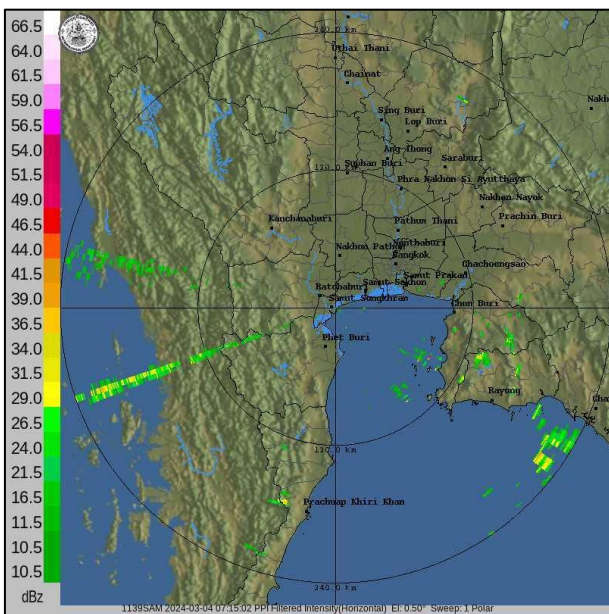 66.5
64.0
61.5
59.0
56.5
54.0
51.5
49.0
46.5
44.0
41.5
39.0
36.5
34.0
31.5
29.0
26.5
24.0
21.5
16.5
14.0
11.5
10.5
dBz
240.0 km
Uthai Thani
Chainat
Sing Buri
Lop Buri
Nakh
Ang Thong
120.0 km
Suphan Buri
Saraburi
Phra Nakhon Si Ayutthaya
Nakhon Nayok
Kanchanaburi
Pathum Thani
Prachin Buri
Nonthaburi
Nakhon Pathom
Bangkok
Chachoengsao
Samut Prakan
Ratchaburi
Samut Sakhon
Samut Songkhram
Chon Buri
Phet Buri
Rayong
Cha
120.0 km
Prachuap Khiri Khan
240.0 km
1139SAM 2024-03-04 07:15:02 PPI Filtered Intensity(Horizontal) El: 0.50° Sweep: 1 Polar